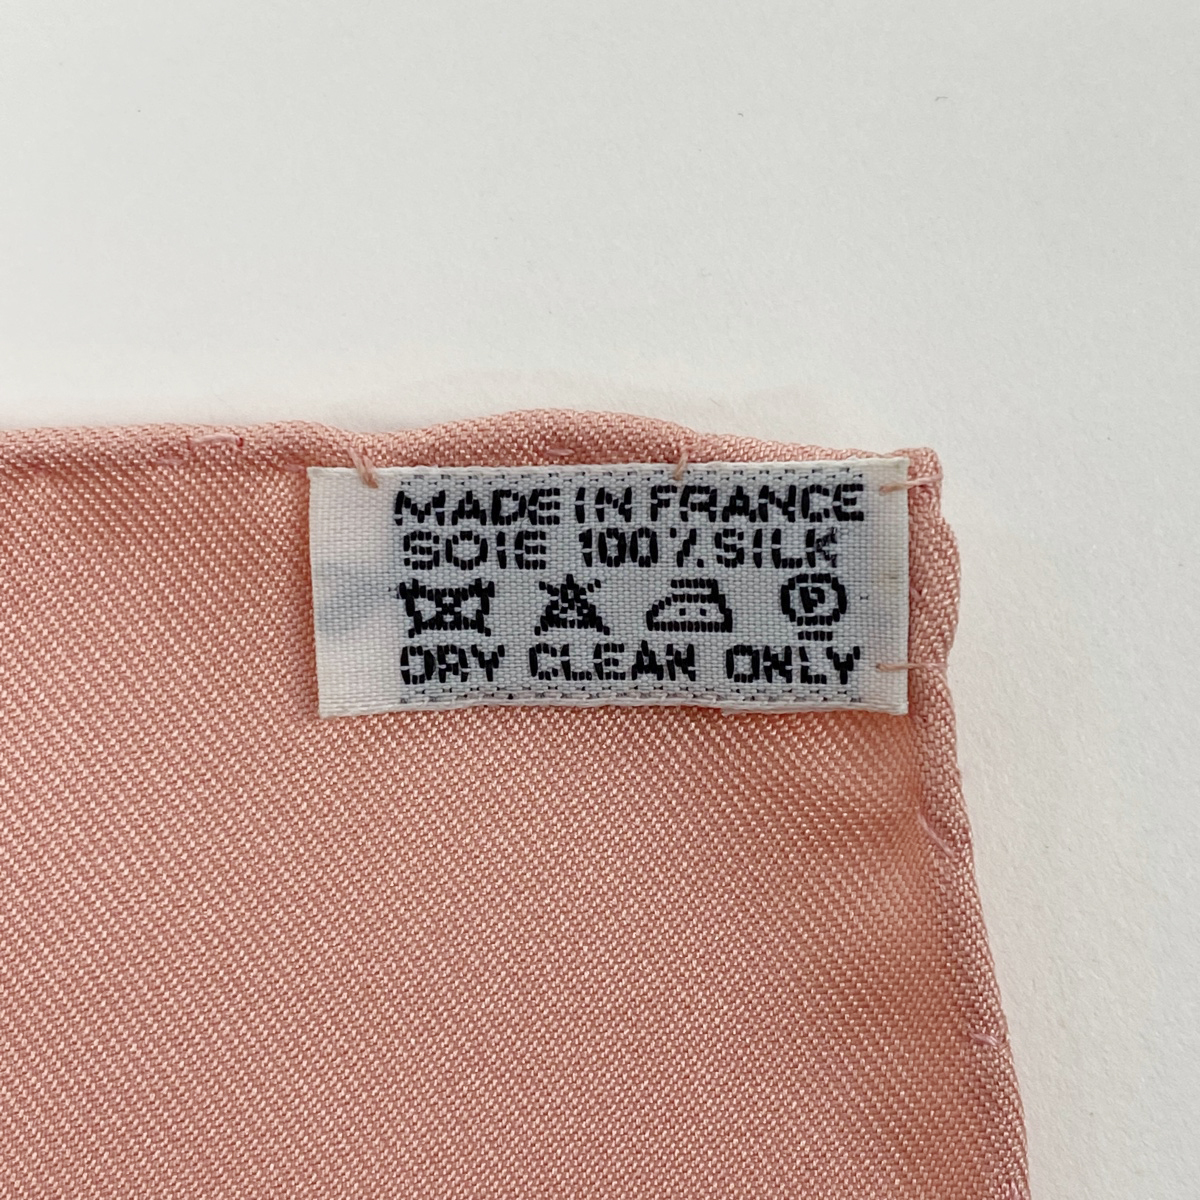 MADE IN FRANCE
SOIE 100% SILK
P
DRY CLEAN ONLY